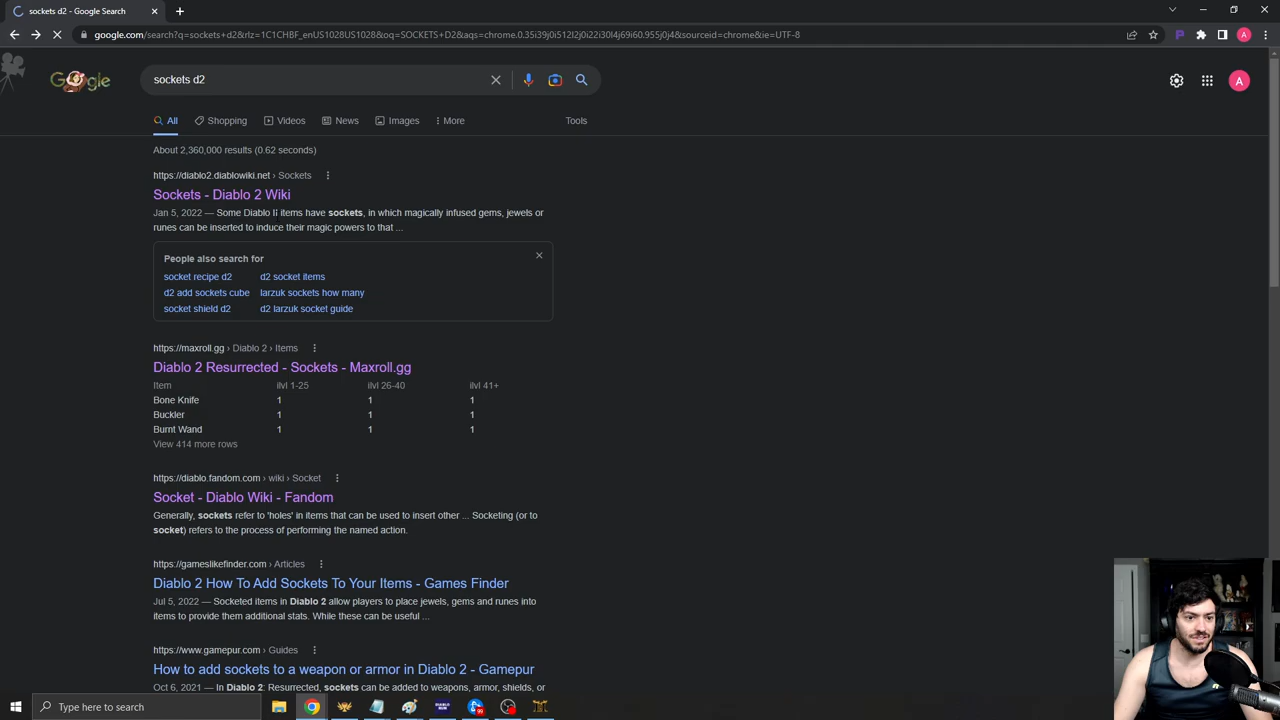 sockets d2 - Google Search
google.com/search?q=sockets+d2&rlz=1C1CHBF_enUS1028US1028&oq=SOCKETS+D2&aqs=chrome.0.35i39j0i512l2j0i22i30l4j69i60.955j0j4&sourceid=chrome&ie=UTF-8
A
Google
sockets d2
A
All
Shopping
Videos
News
Images
More
Tools
About 2,360,000 results (0.62 seconds)
https://diablo2.diablowiki.net › Sockets
Sockets - Diablo 2 Wiki
Jan 5, 2022 — Some Diablo II items have sockets, in which magically infused gems, jewels or
runes can be inserted to induce their magic powers to that ...
People also search for
socket recipe d2 d2 socket items
d2 add sockets cube larzuk sockets how many
socket shield d2 d2 larzuk socket guide
https://maxroll.gg › Diablo 2 › Items
Diablo 2 Resurrected - Sockets - Maxroll.gg
Item ilvl 1-25 ilvl 26-40 ilvl 41+
Bone Knife 1 1 1
Buckler 1 1 1
Burnt Wand 1 1 1
View 414 more rows
https://diablo.fandom.com › wiki › Socket
Socket - Diablo Wiki - Fandom
Generally, sockets refer to 'holes' in items that can be used to insert other ... Socketing (or to
socket) refers to the process of performing the named action.
https://gameslikefinder.com › Articles
Diablo 2 How To Add Sockets To Your Items - Games Finder
Jul 5, 2022 — Socketed items in Diablo 2 allow players to place jewels, gems and runes into
items to provide them additional stats. While these can be useful ...
https://www.gamepur.com › Guides
How to add sockets to a weapon or armor in Diablo 2 - Gamepur
Oct 6, 2021 — In Diablo 2: Resurrected, sockets can be added to weapons, armor, shields, or
Type here to search